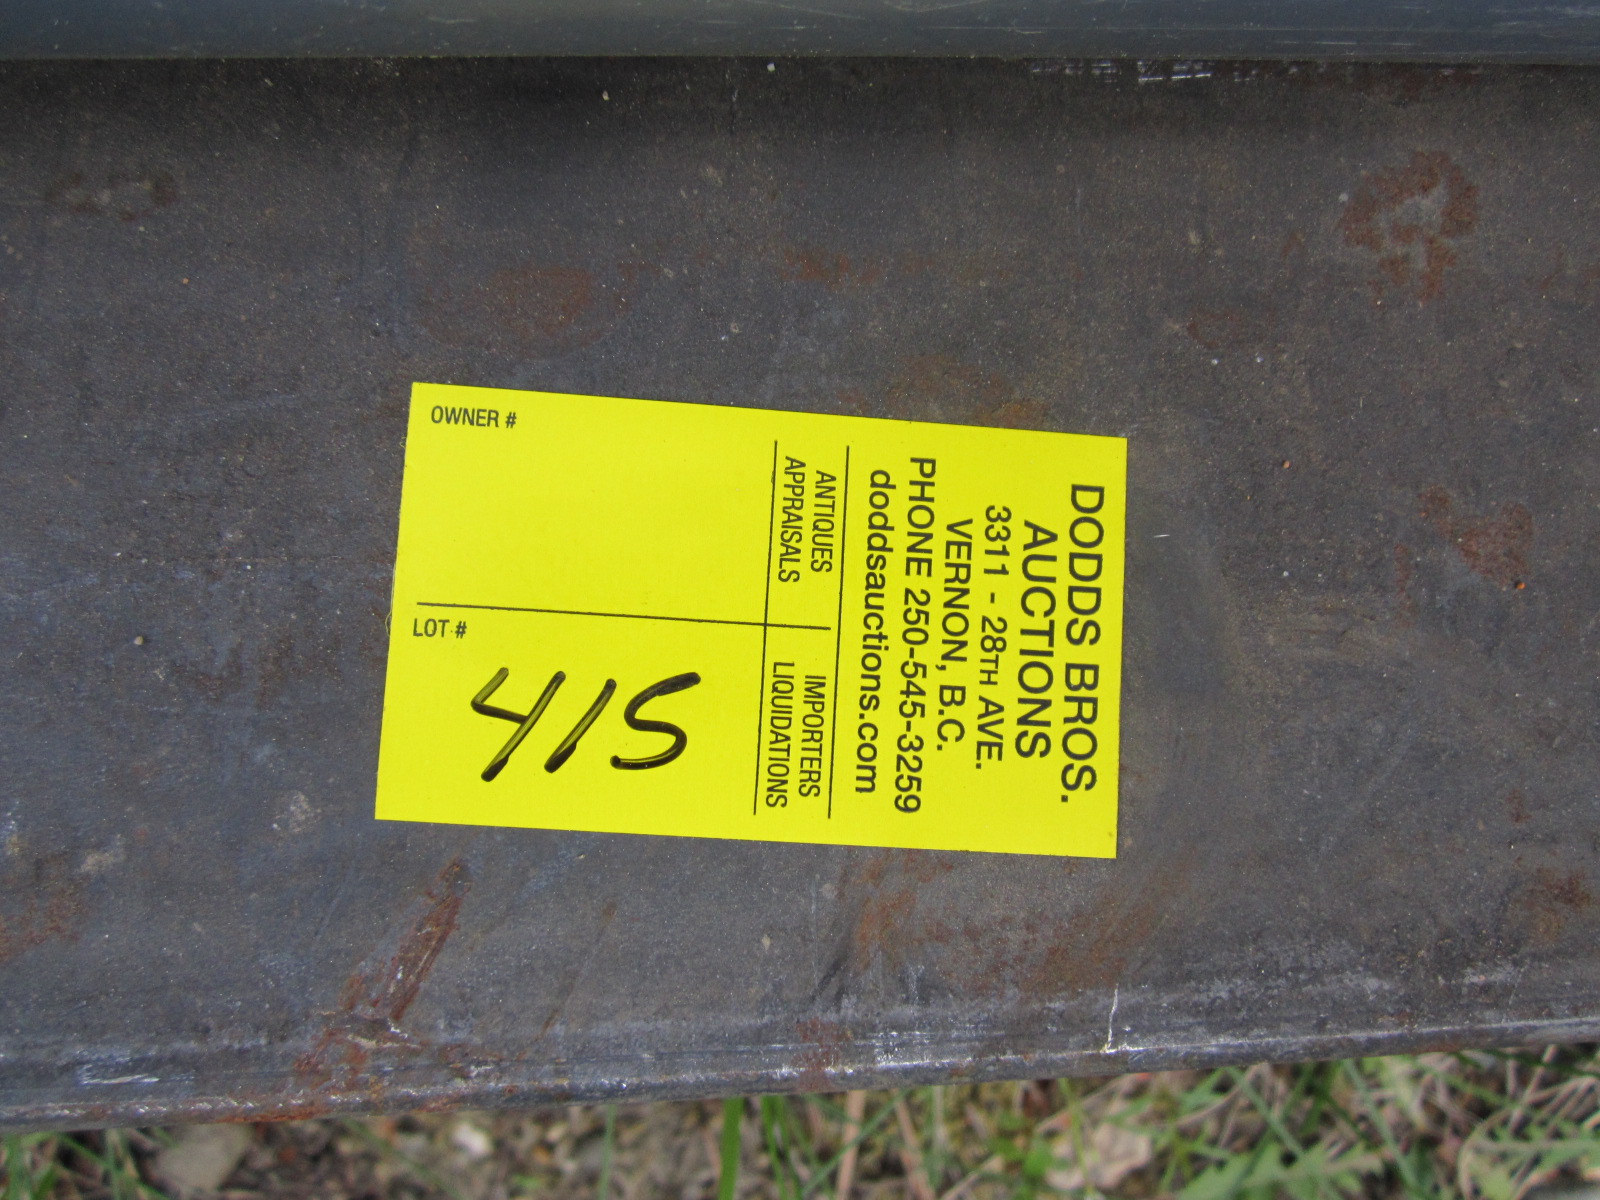 DODDS BROS.
AUCTIONS
3311 - 28TH AVE.
VERNON, B.C.
PHONE 250-545-3259
doddsauctions.com
ANTIQUES
APPRAISALS
IMPORTERS
LIQUIDATIONS
OWNER #
LOT #
415